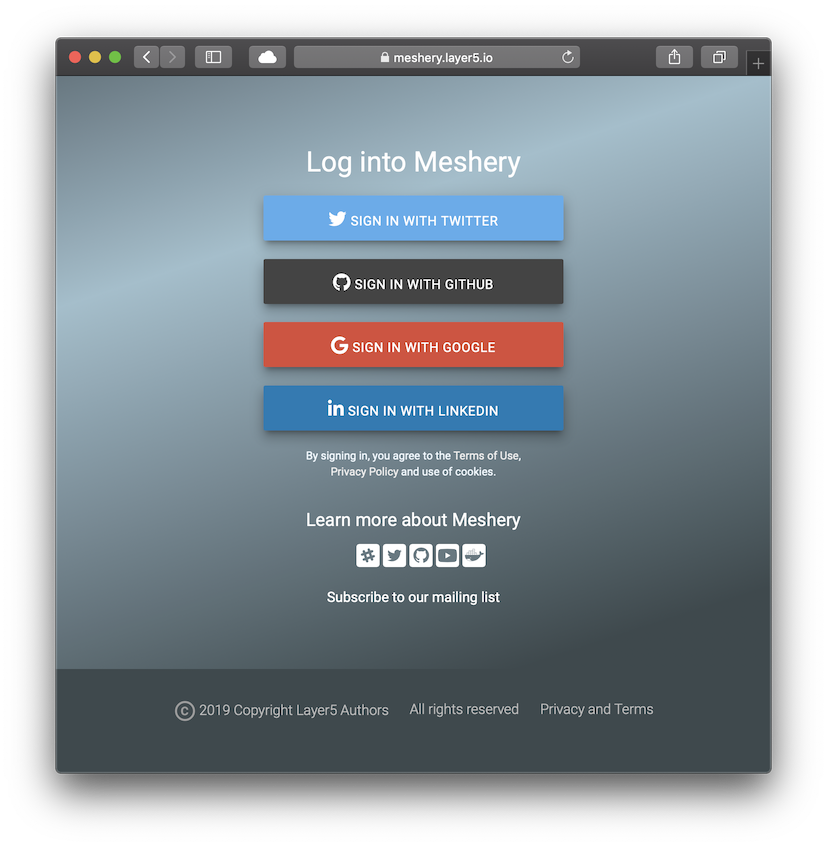 meshery.layer5.io
Log into Meshery
SIGN IN WITH TWITTER
SIGN IN WITH GITHUB
SIGN IN WITH GOOGLE
in SIGN IN WITH LINKEDIN
By signing in, you agree to the Terms of Use,
Privacy Policy and use of cookies.
Learn more about Meshery
Subscribe to our mailing list
© 2019 Copyright Layer5 Authors All rights reserved Privacy and Terms